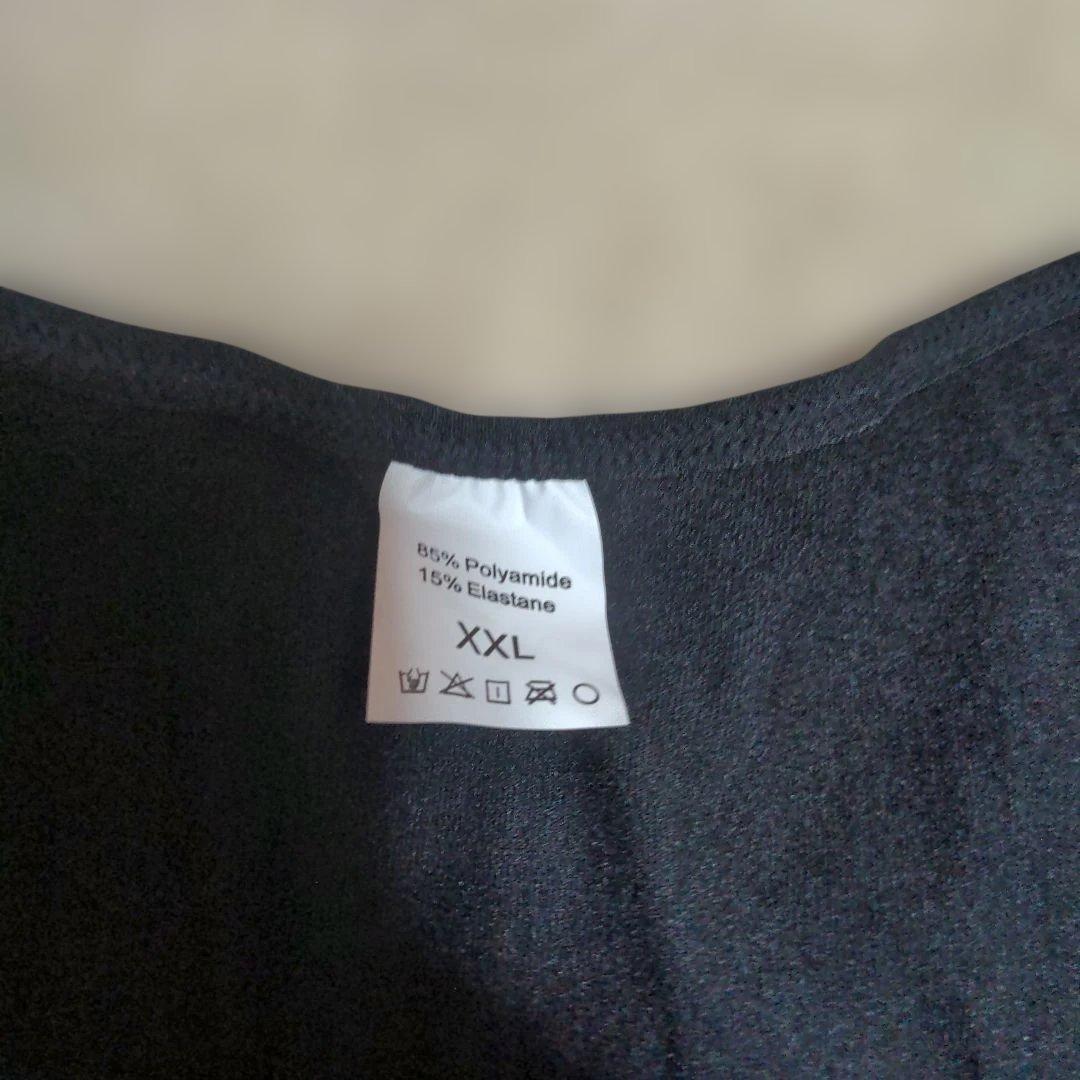 85% Polyamide
15% Elastane
XXL